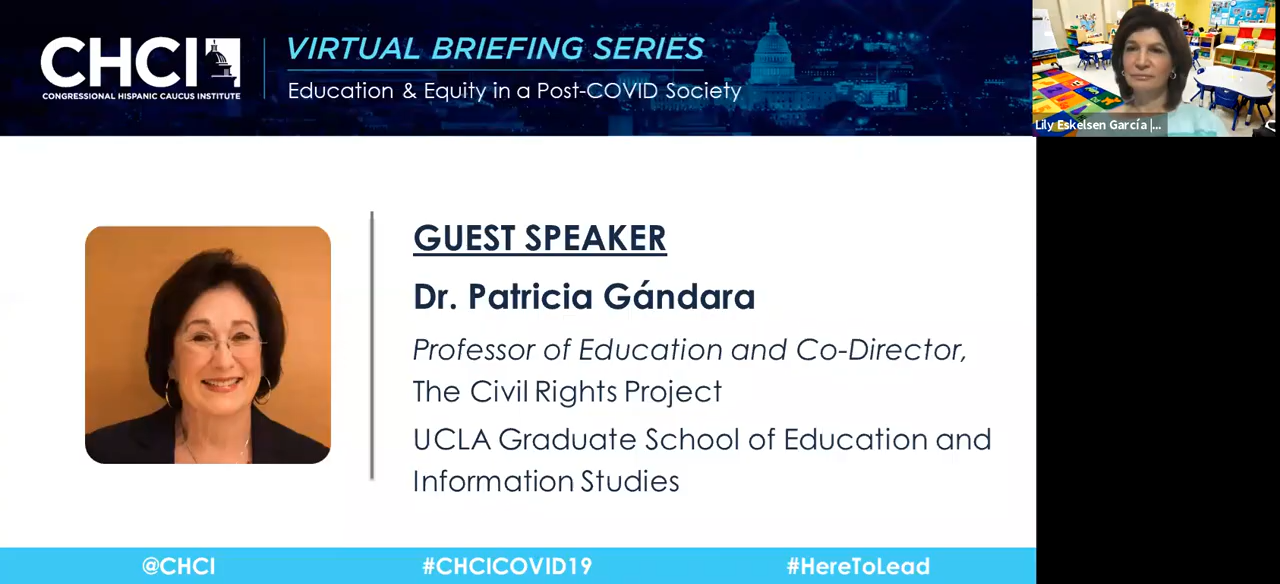 CHCI
CONGRESSIONAL HISPANIC CAUCUS INSTITUTE
VIRTUAL BRIEFING SERIES
Education & Equity in a Post-COVID Society
Lily Eskelsen García |...
GUEST SPEAKER
Dr. Patricia Gándara
Professor of Education and Co-Director,
The Civil Rights Project
UCLA Graduate School of Education and
Information Studies
@CHCI
#CHCICOVID19
#HereToLead